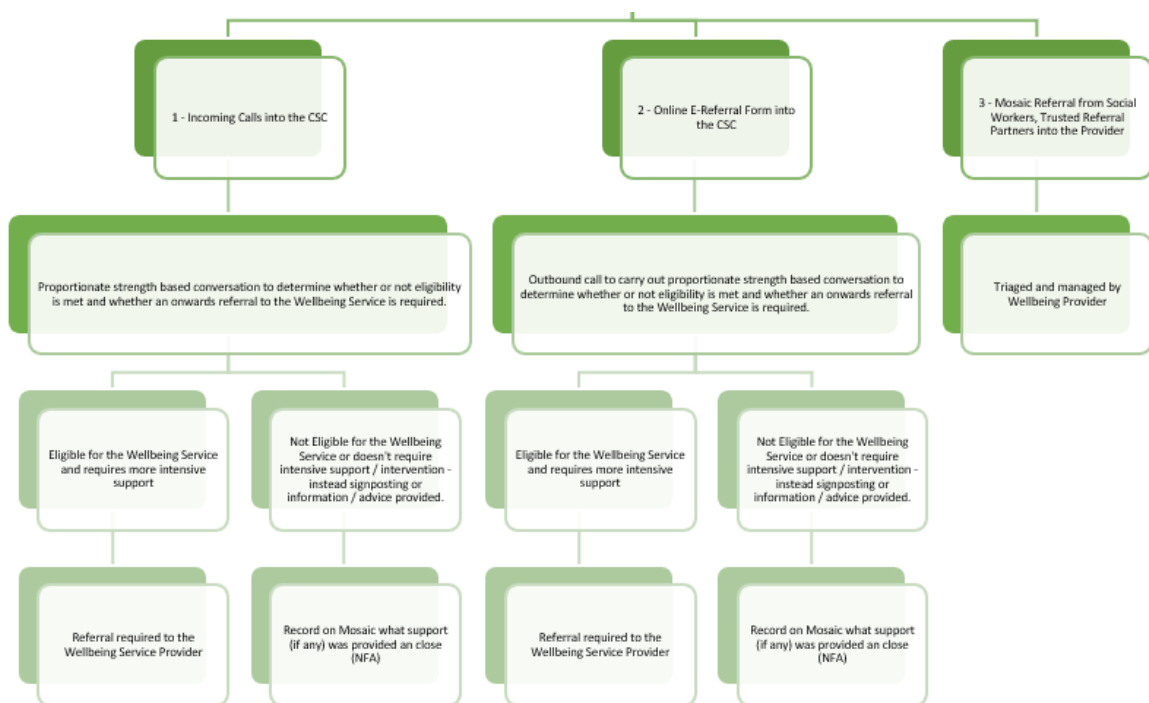 1 - Incoming Calls into the CSC
2 - Online E-Referral Form into
the CSC
3 - Mosaic Referral from Social
Workers, Trusted Referral
Partners into the Provider
Proportionate strength based conversation to determine whether or not eligibility
is met and whether an onwards referral to the Wellbeing Service is required.
Outbound call to carry out proportionate strength based conversation to
determine whether or not eligibility is met and whether an onwards referral
to the Wellbeing Service is required.
Triaged and managed by
Wellbeing Provider
Eligible for the Wellbeing Service
and requires more intensive
support
Not Eligible for the Wellbeing
Service or doesn't require
intensive support / intervention -
instead signposting or
information / advice provided.
Eligible for the Wellbeing Service
and requires more intensive
support
Not Eligible for the Wellbeing
Service or doesn't require
intensive support / intervention -
instead signposting or
information / advice provided.
Referral required to the
Wellbeing Service Provider
Record on Mosaic what support
(if any) was provided an close
(NFA)
Referral required to the
Wellbeing Service Provider
Record on Mosaic what support
(if any) was provided an close
(NFA)